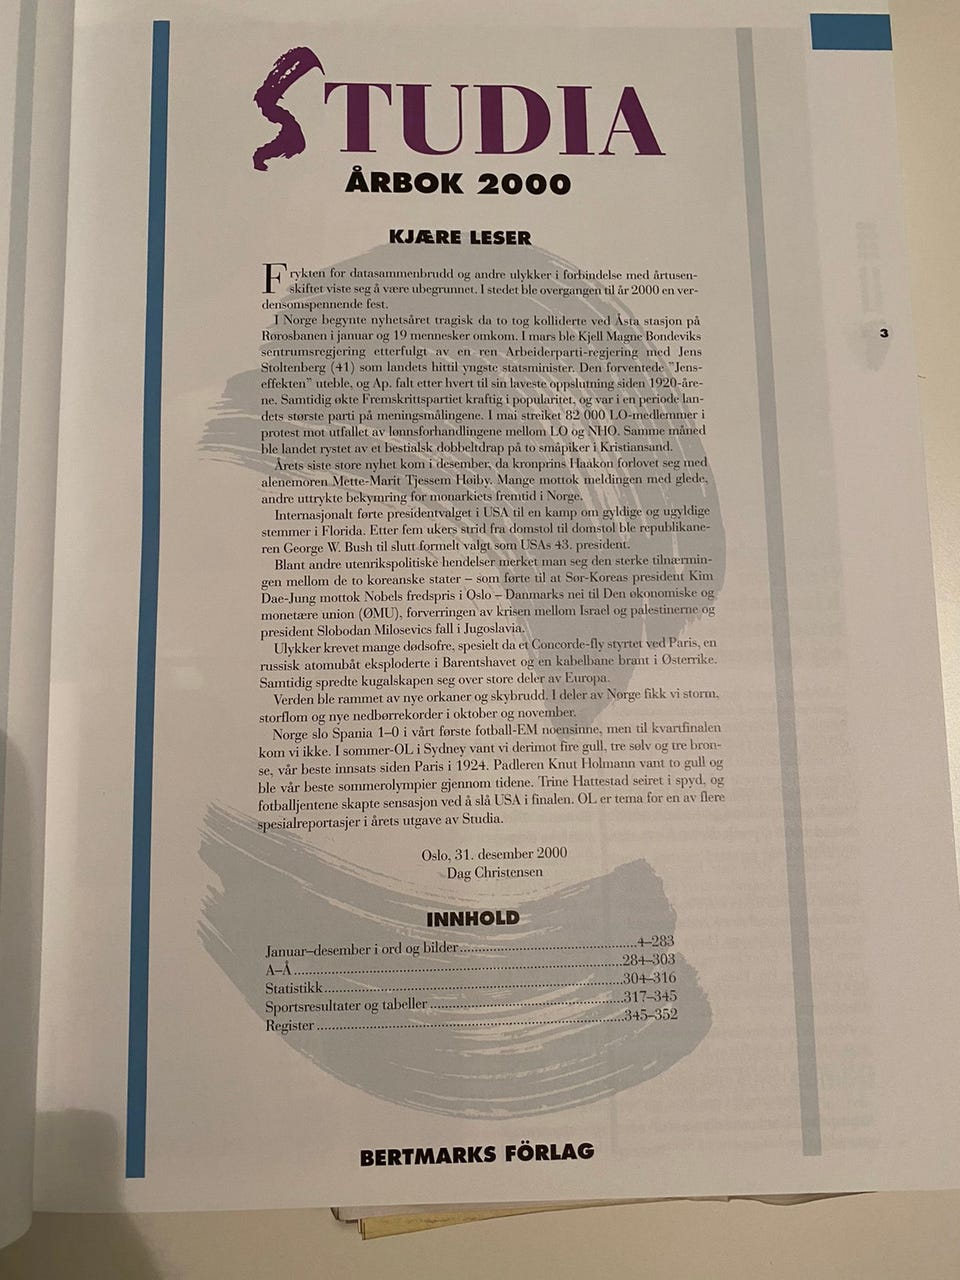 STUDIA
ÅRBOK 2000
KJÆRE LESER
Frykten for datasammenbrudd og andre ulykker i forbindelse med årtusen-
skiftet viste seg å være ubegrunnet. I stedet ble overgangen til år 2000 en ver-
densomspennende fest.
I Norge begynte nyhetsåret tragisk da to tog kolliderte ved Åsta stasjon på
Rørosbanen i januar og 19 mennesker omkom. I mars ble Kjell Magne Bondeviks
sentrumsregjering etterfulgt av en ren Arbeiderparti-regjering med Jens
Stoltenberg (41) som landets hittil yngste statsminister. Den forventede ”Jens-
effekten” uteble, og Ap. falt etter hvert til sin laveste oppslutning siden 1920-åre-
ne. Samtidig økte Fremskrittspartiet kraftig i popularitet, og var i en periode lan-
dets største parti på meningsmålingene. I mai streiket 82 000 LO-medlemmer i
protest mot utfallet av lønnsforhandlingene mellom LO og NHO. Samme måned
ble landet rystet av et bestialsk dobbeltdrap på to småpiker i Kristiansand.
Årets siste store nyhet kom i desember, da kronprins Haakon forlovet seg med
alenemoren Mette-Marit Tjessem Høiby. Mange mottok meldingen med glede,
andre uttrykte bekymring for monarkiets fremtid i Norge.
Internasjonalt førte presidentvalget i USA til en kamp om gyldige og ugyldige
stemmer i Florida. Etter fem ukers strid fra domstol til domstol ble republikane-
ren George W. Bush til slutt formelt valgt som USAs 43. president.
Blant andre utenrikspolitiske hendelser merket man seg den sterke tilnærmin-
gen mellom de to koreanske stater – som førte til at Sør-Koreas president Kim
Dae-Jung mottok Nobels fredspris i Oslo – Danmarks nei til Den økonomiske og
monetære union (ØMU), forverringen av krisen mellom Israel og palestinerne og
president Slobodan Milosevics fall i Jugoslavia.
Ulykker krevet mange dødsofre, spesielt da et Concorde-fly styrtet ved Paris, en
russisk atomubåt eksploderte i Barentshavet og en kabelbane brant i Østerrike.
Samtidig spredte kugalskapen seg over store deler av Europa.
Verden ble rammet av nye orkaner og skybrudd. I deler av Norge fikk vi storm,
storflom og nye nedbørrekorder i oktober og november.
Norge slo Spania 1–0 i vårt første fotball-EM noensinne, men til kvartfinalen
kom vi ikke. I sommer-OL i Sydney vant vi derimot fire gull, tre sølv og tre bron-
se, vår beste innsats siden Paris i 1924. Padleren Knut Holmann vant to gull og
ble vår beste sommerolympier gjennom tidene. Trine Hattestad seiret i spyd, og
fotballjentene skapte sensasjon ved å slå USA i finalen. OL er tema for en av flere
spesialreportasjer i årets utgave av Studia.
Oslo, 31. desember 2000
Dag Christensen
INNHOLD
Januar–desember i ord og bilder....................................4–283
A–Å....................................284–303
Statistikk....................................304–316
Sportsresultater og tabeller....................................317–345
Register....................................345–352
BERTMARKS FÖRLAG
3